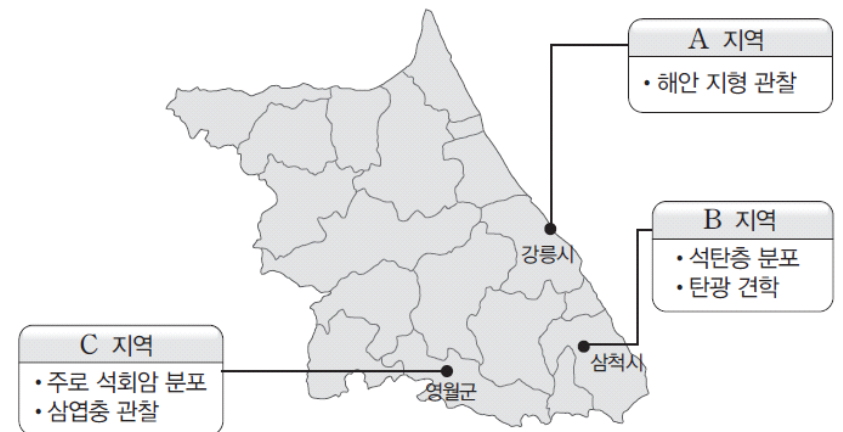 A 지역
• 해안 지형 관찰
강릉시
B 지역
• 석탄층 분포
• 탄광 견학
삼척시
C 지역
• 주로 석회암 분포
• 삼엽충 관찰
영월군